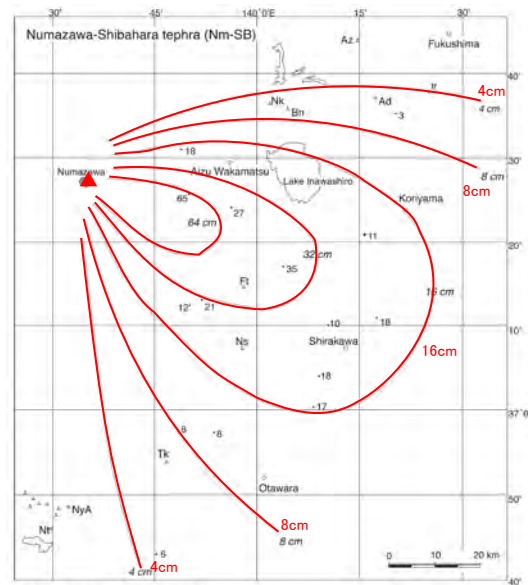 Numazawa-Shibahara tephra (Nm-SB)
45'
140°0'E
15'
30'
Az
Fukushima
40'
4cm
Nk
Bn
Ad
3
4 cm
18
30'
Numazawa
Aizu Wakamatsu
Lake Inawashiro
8 cm
8cm
65
27
Koriyama
64 cm
20'
11
32 cm
35
Ft
16 cm
12'
21
10
18
10'
Ns
Shirakawa
16cm
18
17
37°
8
8
Tk
Otawara
50'
NyA
Nt
8cm
8 cm
6
4cm
4 cm
0
10
20 km
40'